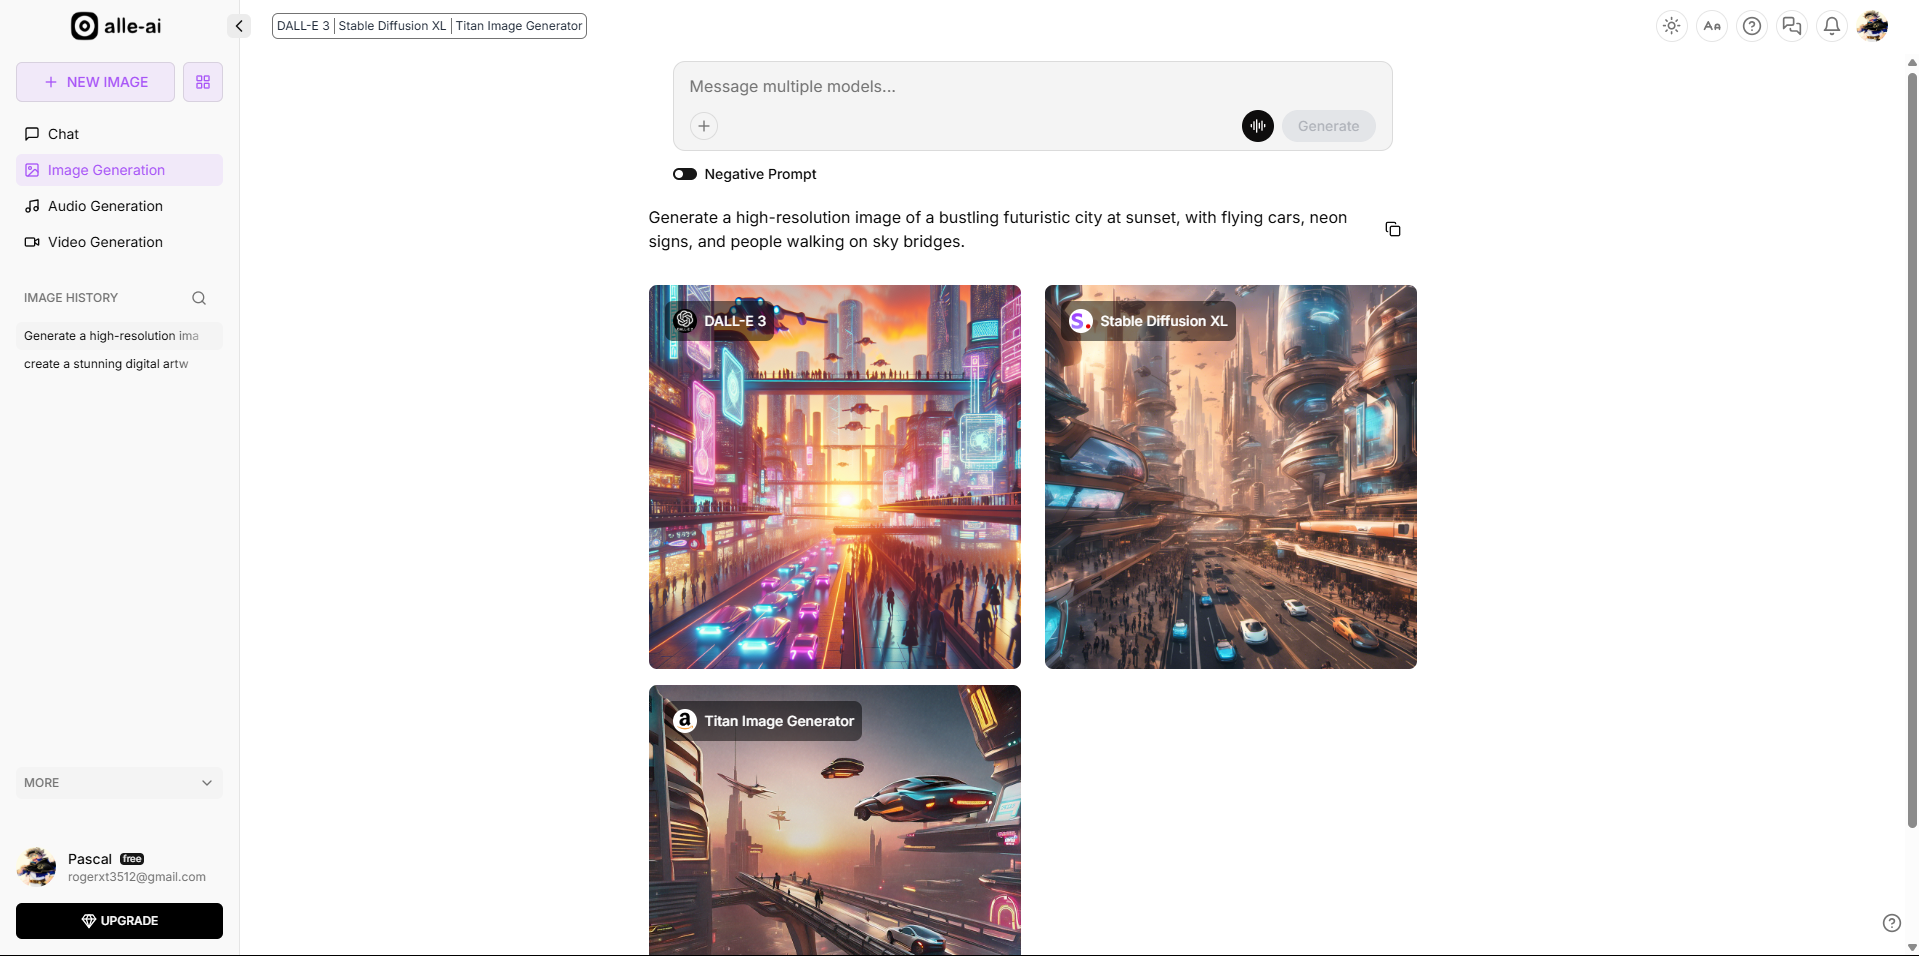 alle-ai
DALL-E 3 | Stable Diffusion XL | Titan Image Generator
NEW IMAGE
Chat
Image Generation
Audio Generation
Video Generation
IMAGE HISTORY
Generate a high-resolution ima
create a stunning digital artw
MORE
Pascal free
rogerxt3512@gmail.com
UPGRADE
Aa
Message multiple models...
Generate
Negative Prompt
Generate a high-resolution image of a bustling futuristic city at sunset, with flying cars, neon
signs, and people walking on sky bridges.
DALL-E 3
Stable Diffusion XL
a
Titan Image Generator